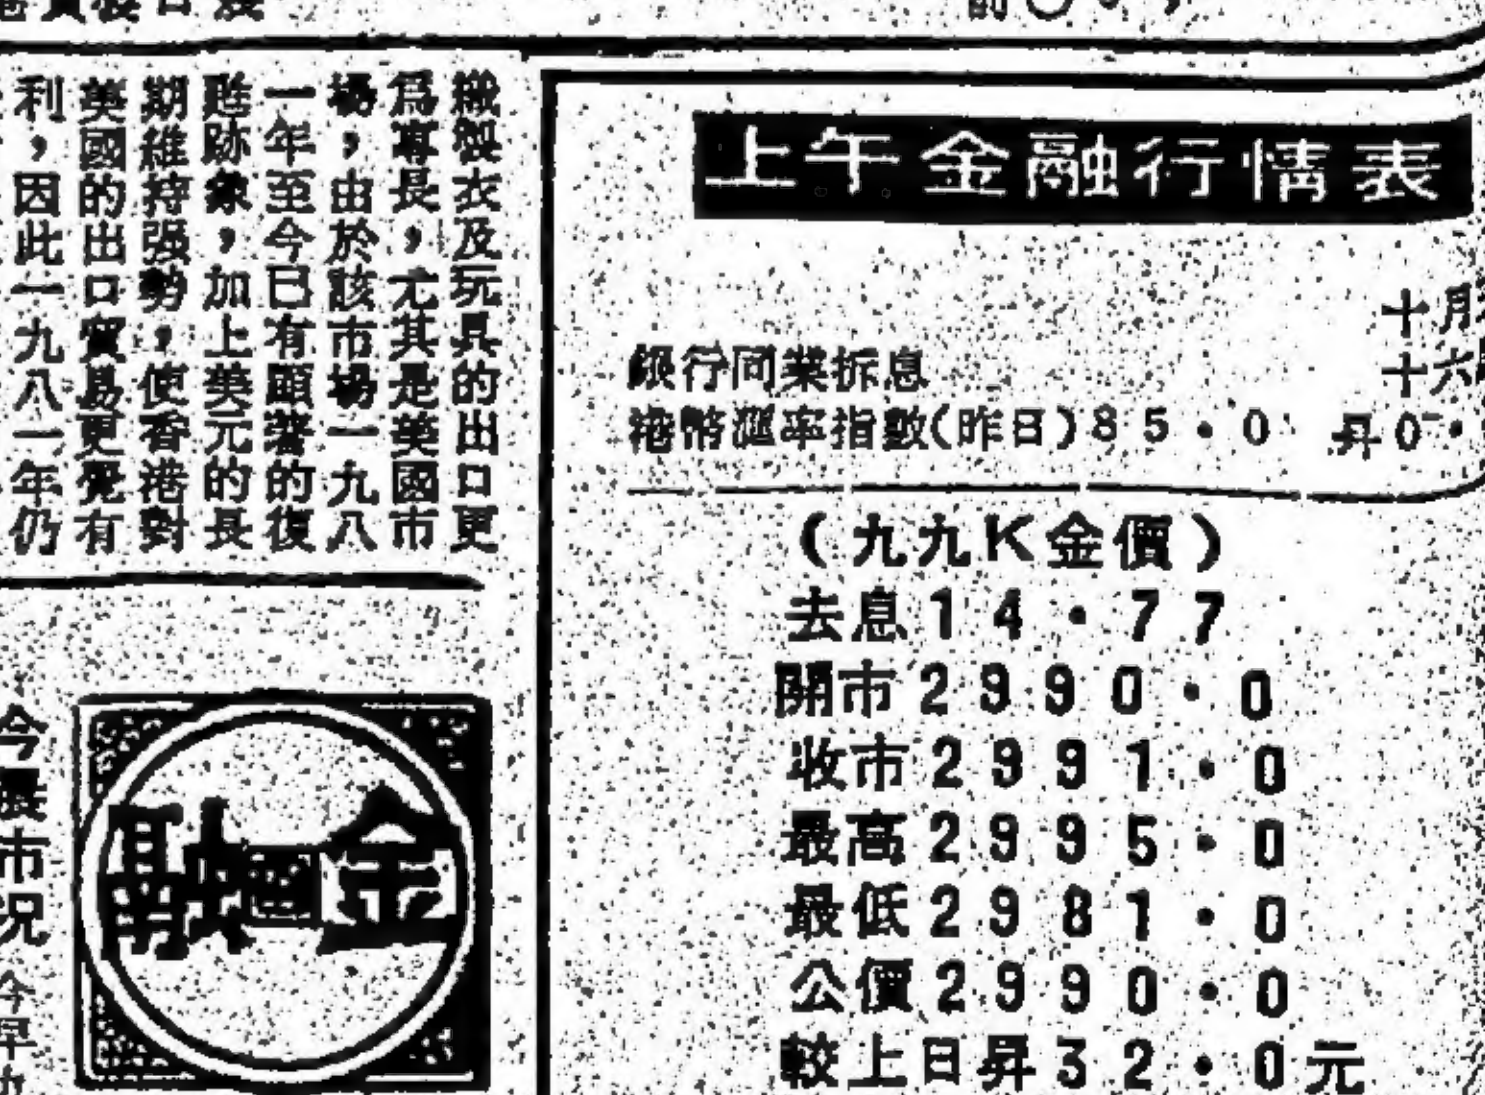 織製衣及玩具的出口更
爲專長，尤其是美國市
場，由於該市場一九八
一年至今已有顯著的復
甦跡象，加上美元的長
期維持强勢，使香港對
美國的出口貿易更覺有
利，因此一九八一年仍
上午金融行情表
十月
十六
銀行同業拆息
港幣滙率指數(昨日)85·0 昇0·
(九九K金價)
去息14·77
開市2990·0
收市2991·0
最高2995·0
最低2981·0
公價2990·0
較上日昇32·0元
金融
今晨市况
今早九